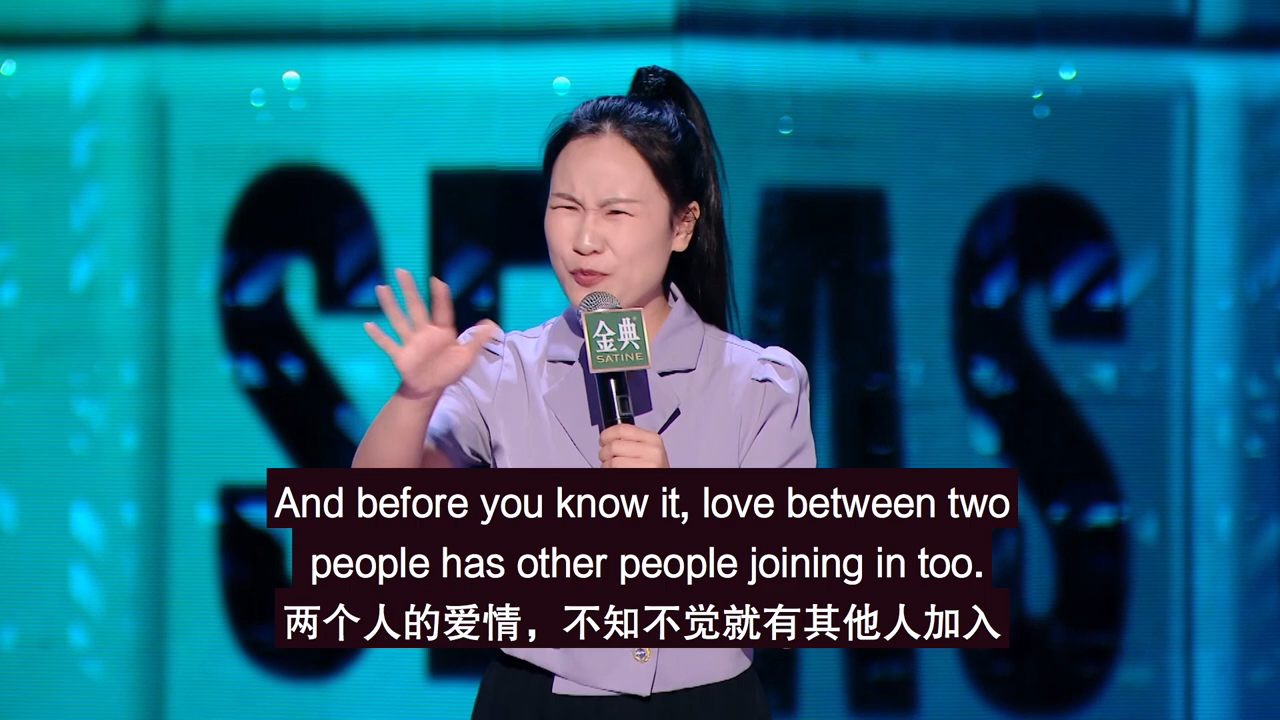 金典
SATINE
And before you know it, love between two
people has other people joining in too.
两个人的爱情，不知不觉就有其他人加入